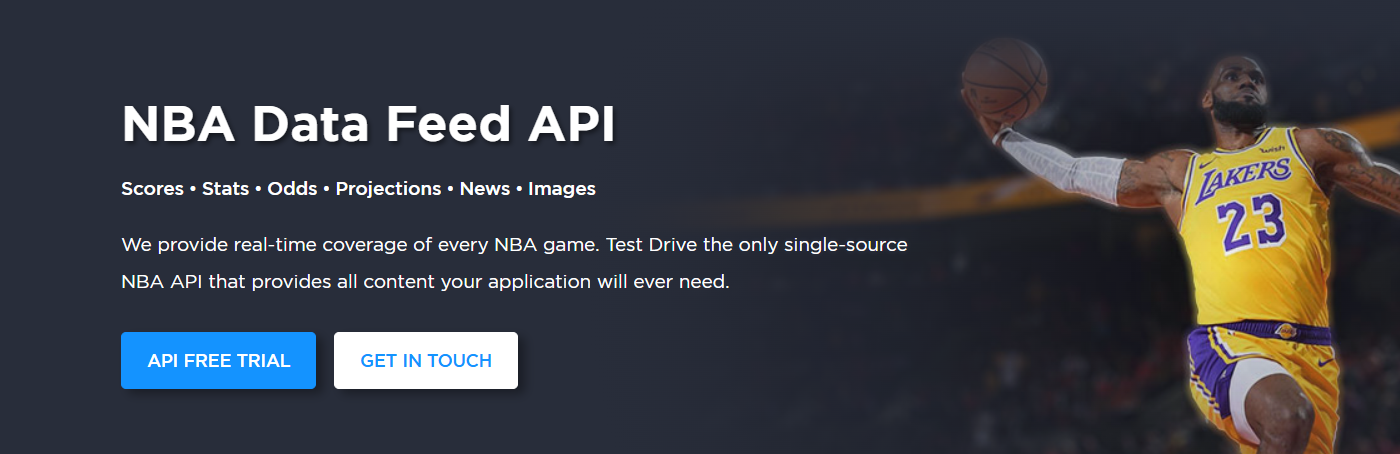 NBA Data Feed API
Scores • Stats • Odds • Projections • News • Images
We provide real-time coverage of every NBA game. Test Drive the only single-source
NBA API that provides all content your application will ever need.
API FREE TRIAL
GET IN TOUCH
wish
LAKERS
23